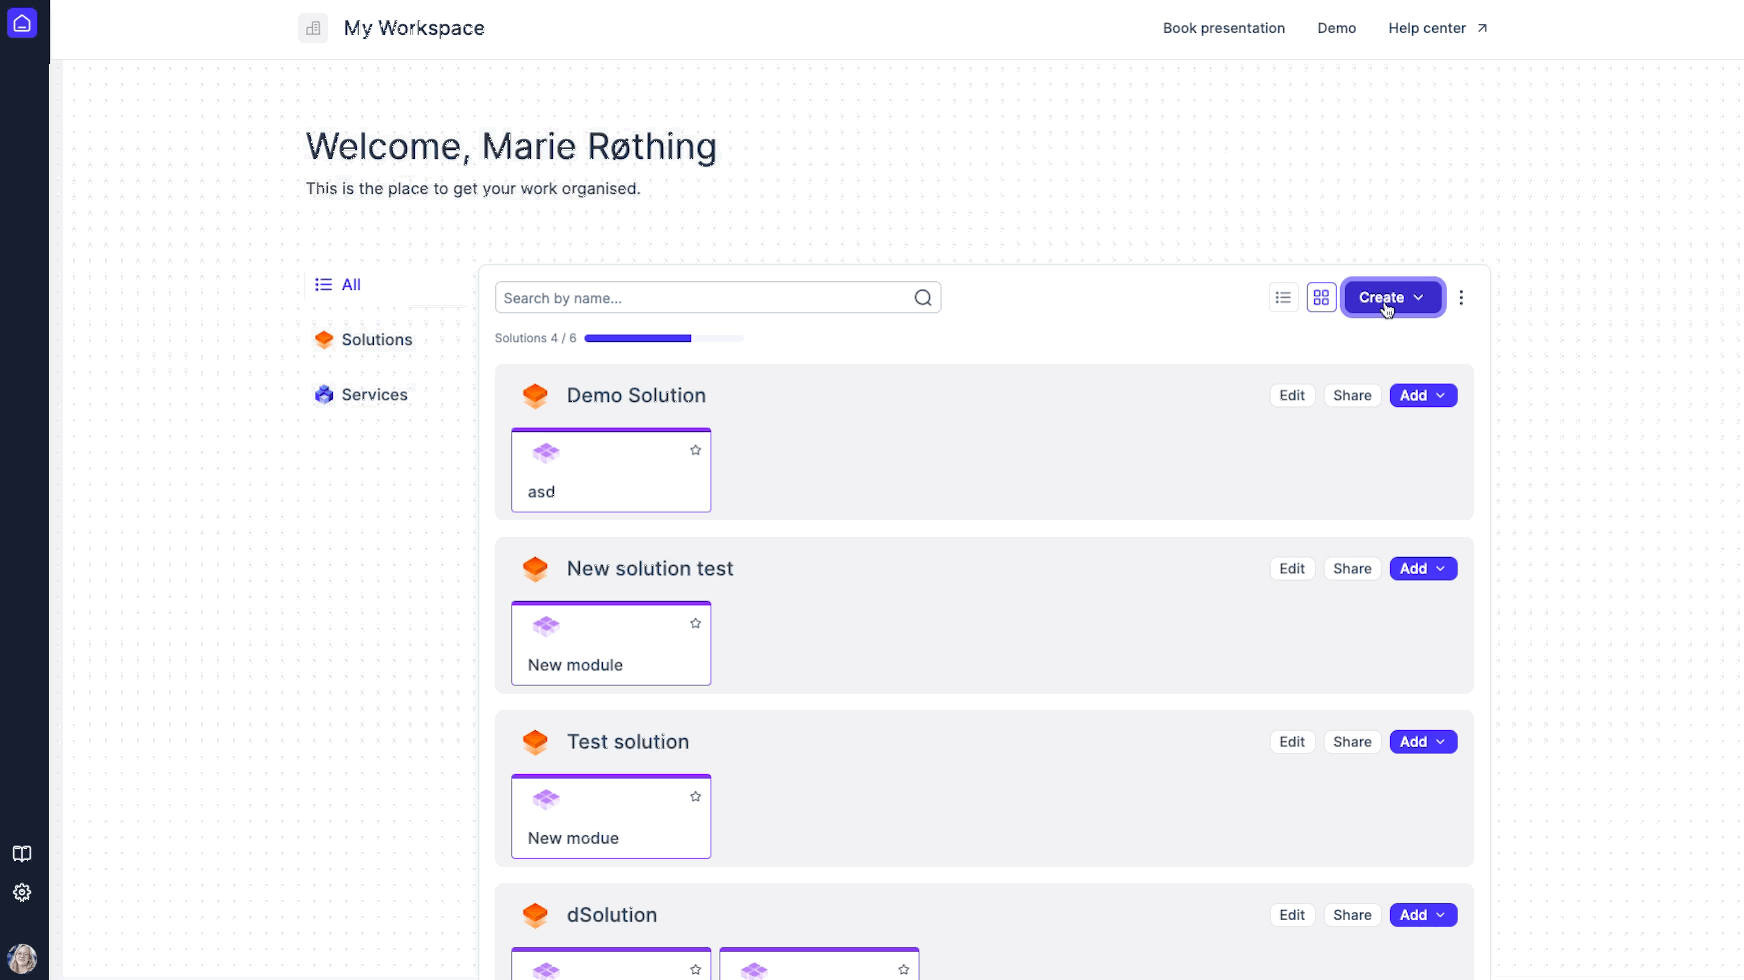 My Workspace
Book presentation
Demo
Help center
Welcome, Marie Røthing
This is the place to get your work organised.
All
Solutions
Services
Search by name...
Create
Solutions 4 / 6
Demo Solution
Edit
Share
Add
asd
New solution test
Edit
Share
Add
New module
Test solution
Edit
Share
Add
New modue
dSolution
Edit
Share
Add